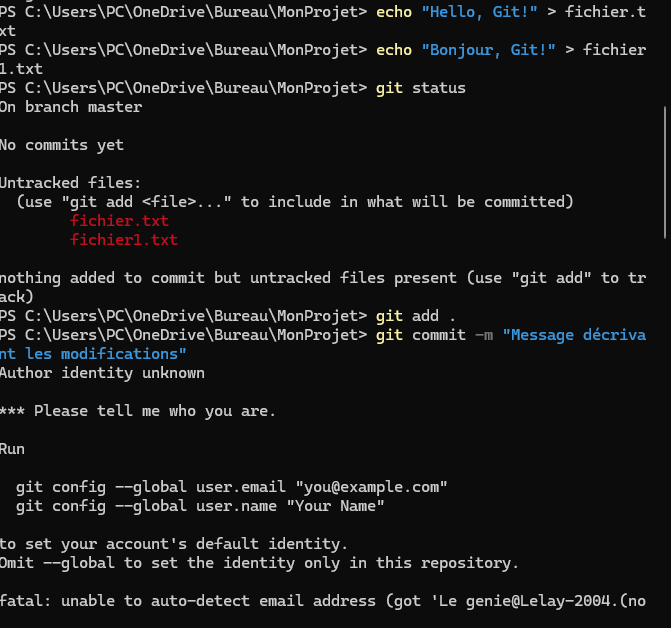 PS C:\Users\PC\OneDrive\Bureau\MonProjet> echo "Hello, Git!" > fichier.t
xt
PS C:\Users\PC\OneDrive\Bureau\MonProjet> echo "Bonjour, Git!" > fichier
1.txt
PS C:\Users\PC\OneDrive\Bureau\MonProjet> git status
On branch master

No commits yet

Untracked files:
  (use "git add <file>..." to include in what will be committed)
        fichier.txt
        fichier1.txt

nothing added to commit but untracked files present (use "git add" to tr
ack)
PS C:\Users\PC\OneDrive\Bureau\MonProjet> git add .
PS C:\Users\PC\OneDrive\Bureau\MonProjet> git commit -m "Message décriva
nt les modifications"
Author identity unknown

*** Please tell me who you are.

Run

  git config --global user.email "you@example.com"
  git config --global user.name "Your Name"

to set your account's default identity.
Omit --global to set the identity only in this repository.

fatal: unable to auto-detect email address (got 'Le genie@Lelay-2004.(no